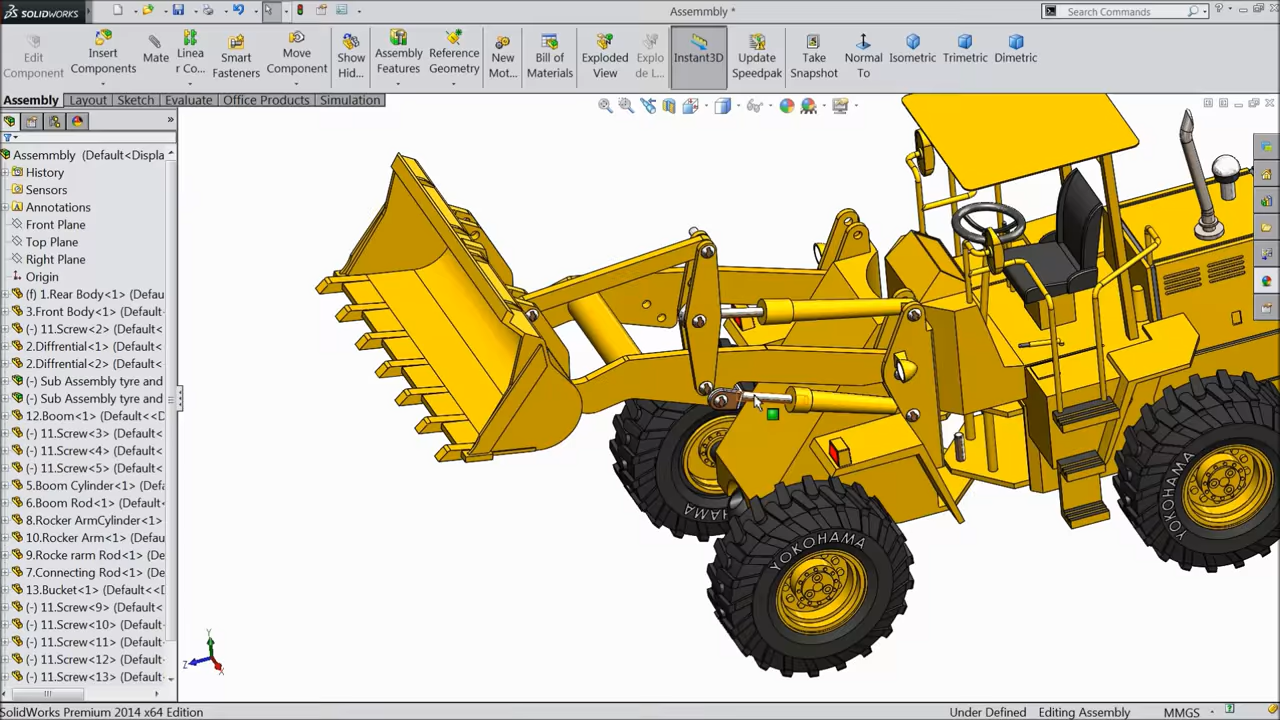 SOLIDWORKS
Assemmbly *
Search Commands
Edit Component
Insert Components
Mate
Linea r Co...
Smart Fasteners
Move Component
Show Hid...
Assembly Features
Reference Geometry
New Mot...
Bill of Materials
Exploded View
Explo de L...
Instant3D
Update Speedpak
Take Snapshot
Normal To
Isometric
Trimetric
Dimetric
Assembly
Layout
Sketch
Evaluate
Office Products
Simulation
Assemmbly (Default<Displa
History
Sensors
Annotations
Front Plane
Top Plane
Right Plane
Origin
(f) 1.Rear Body<1> (Defau
3.Front Body<1> (Default<
(-) 11.Screw<2> (Default<
2.Diffrential<1> (Default<
2.Diffrential<2> (Default<
(-) Sub Assembly tyre and
(-) Sub Assembly tyre and
12.Boom<1> (Default<<D
(-) 11.Screw<3> (Default<
(-) 11.Screw<4> (Default<
(-) 11.Screw<5> (Default<
5.Boom Cylinder<1> (Def
6.Boom Rod<1> (Default<
8.Rocker ArmCylinder<1>
10.Rocker Arm<1> (Defau
9.Rocke rarm Rod<1> (De
7.Connecting Rod<1> (De
13.Bucket<1> (Default<<
(-) 11.Screw<9> (Default<
(-) 11.Screw<10> (Default
(-) 11.Screw<11> (Default
(-) 11.Screw<12> (Default
(-) 11.Screw<13> (Default
YOKOHAMA
YOKOHAMA
HAMA
Y
Z
X
SolidWorks Premium 2014 x64 Edition
Under Defined
Editing Assembly
MMGS